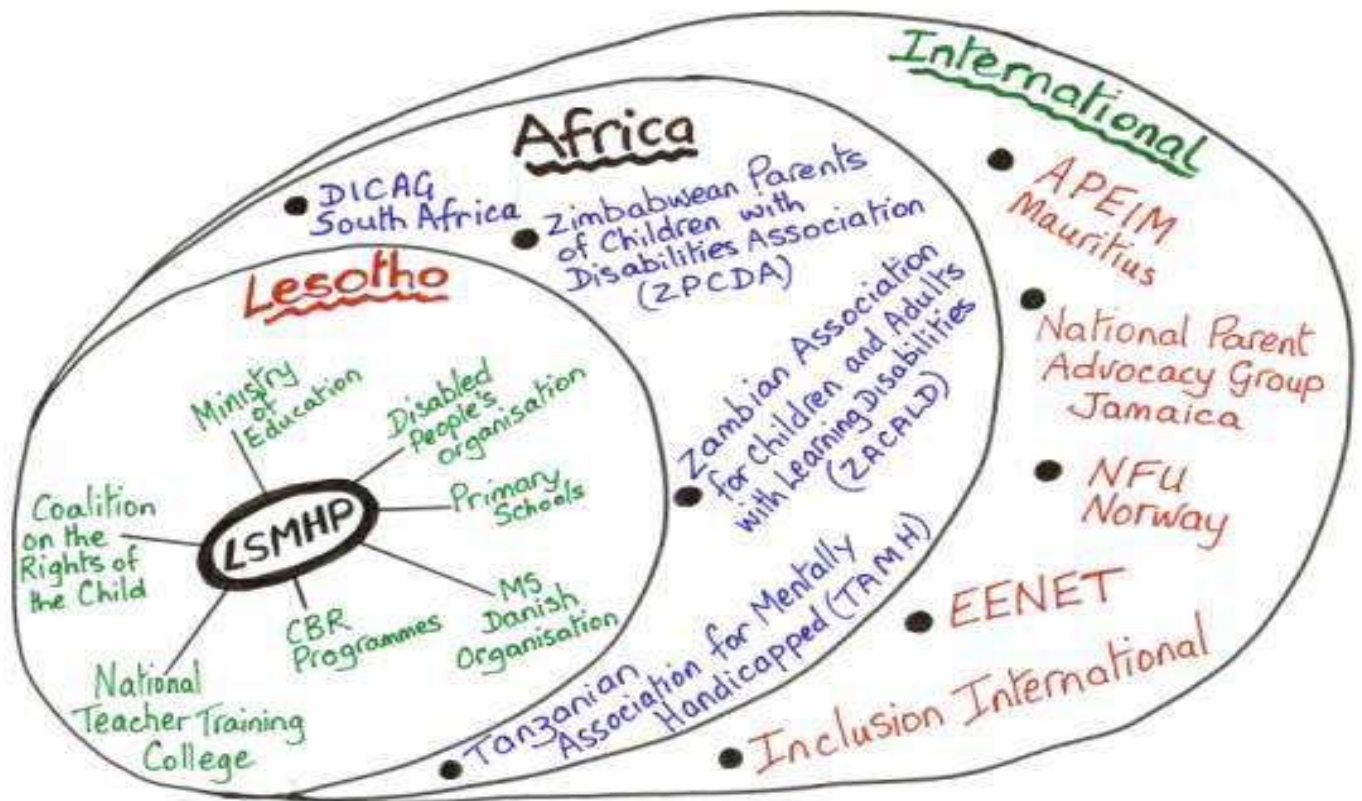 International
Africa
Lesotho
LSMHP
Ministry
of
Education
Disabled
People's
organisation
Primary
Schools
MS
Danish
Organisation
CBR
Programmes
National
Teacher Training
College
Coalition
on the
Rights of
the Child
DICAG
South Africa
Zimbabwean Parents
of Children with
Disabilities Association
(ZPCDA)
Zambian Association
for Children and Adults
with Learning Disabilities
(ZACALD)
Tanzanian
Association for Mentally
Handicapped (TAMH)
APEIM
Mauritius
National Parent
Advocacy Group
Jamaica
NFU
Norway
EENET
Inclusion International